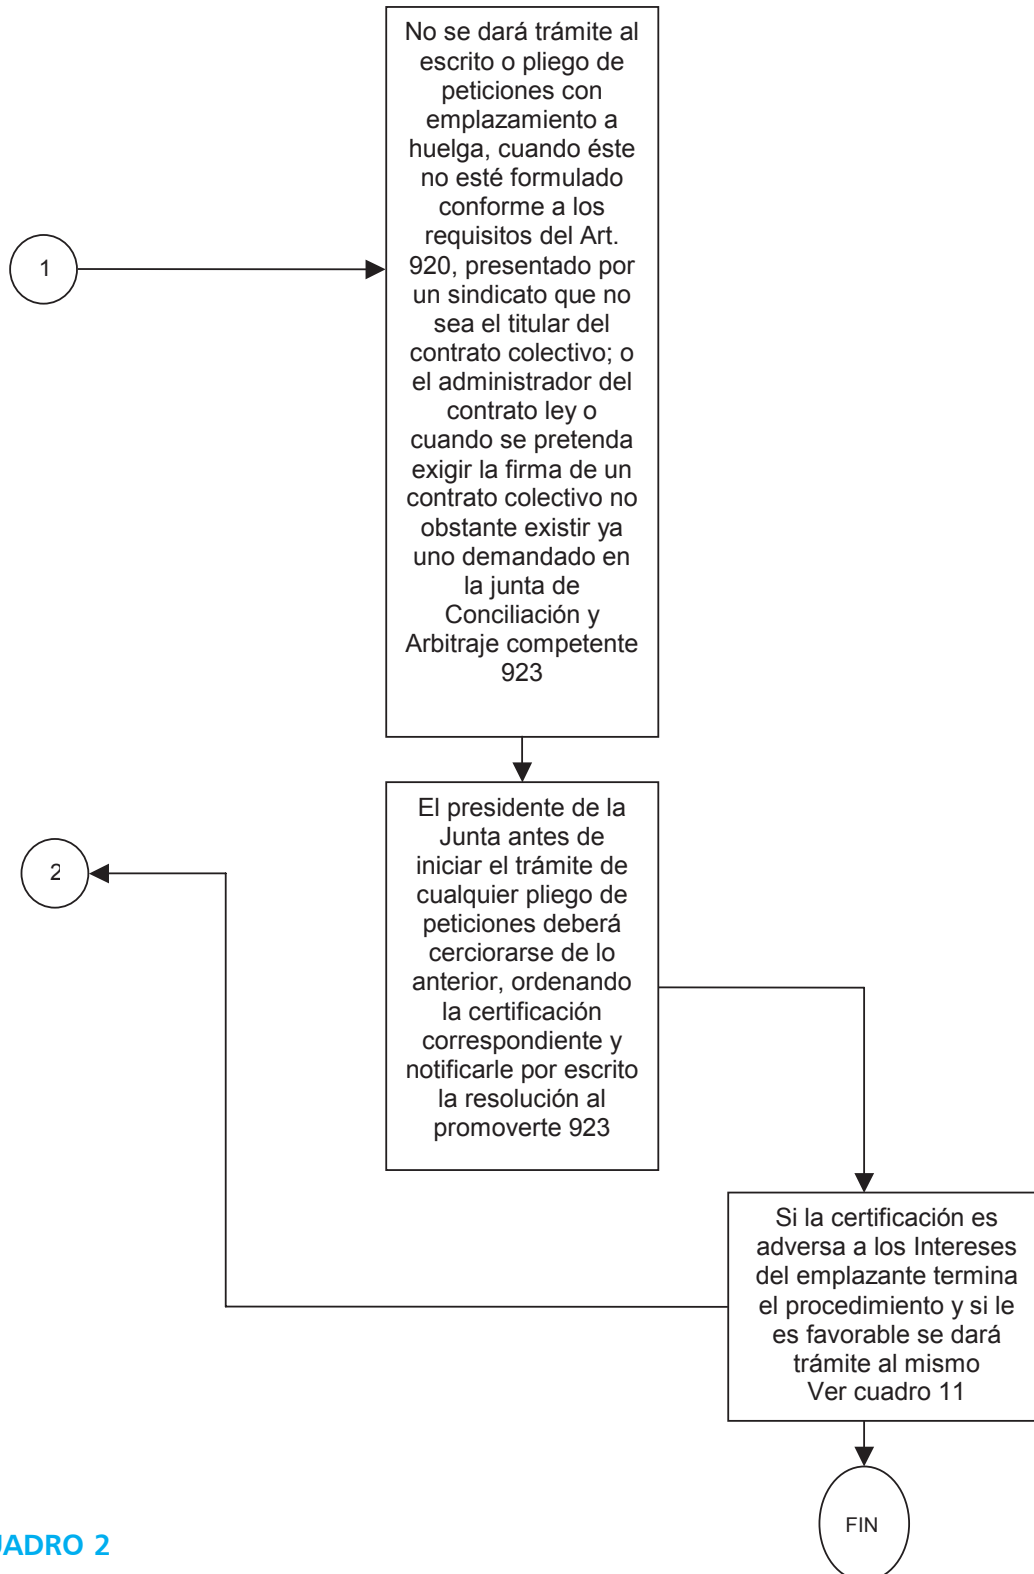 No se dará trámite al
escrito o pliego de
peticiones con
emplazamiento a
huelga, cuando éste
no esté formulado
conforme a los
requisitos del Art.
920, presentado por
un sindicato que no
sea el titular del
contrato colectivo; o
el administrador del
contrato ley o
cuando se pretenda
exigir la firma de un
contrato colectivo no
obstante existir ya
uno demandado en
la junta de
Conciliación y
Arbitraje competente
923
1
El presidente de la
Junta antes de
iniciar el trámite de
cualquier pliego de
peticiones deberá
cerciorarse de lo
anterior, ordenando
la certificación
correspondiente y
notificarle por escrito
la resolución al
promoverte 923
2
Si la certificación es
adversa a los Intereses
del emplazante termina
el procedimiento y si le
es favorable se dará
trámite al mismo
Ver cuadro 11
FIN
UADRO 2